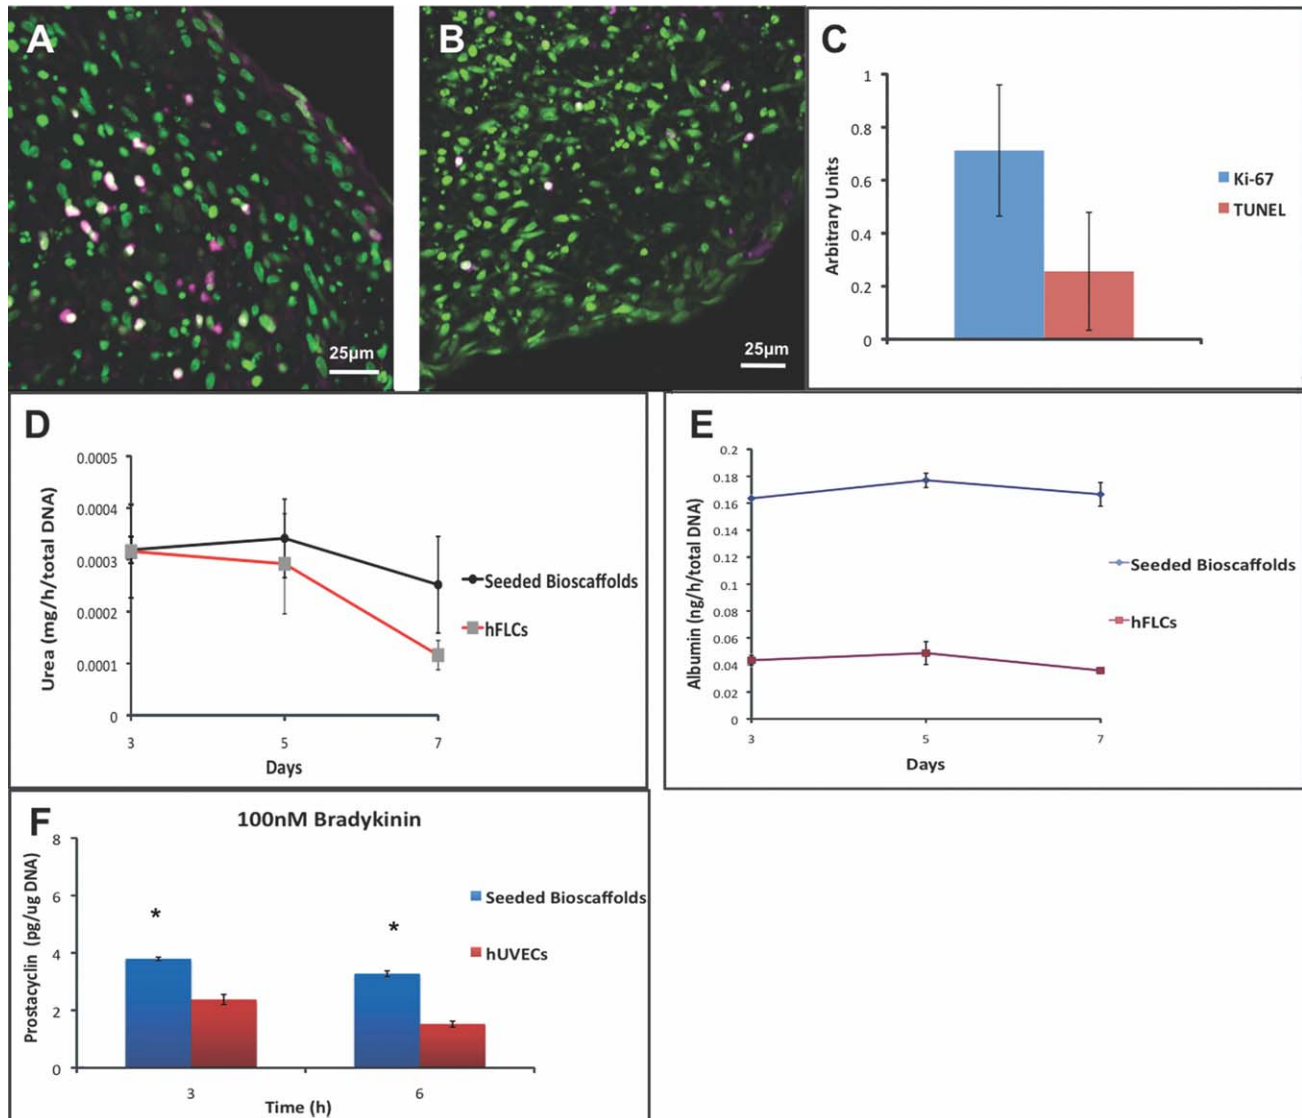 A
25µm
B
25µm
C
Arbitrary Units
1
0.8
0.6
0.4
0.2
0
Ki-67
TUNEL
D
Urea (mg/h/total DNA)
0.0005
0.0004
0.0003
0.0002
0.0001
0
3 5 7
Days
Seeded Bioscaffolds
hFLCs
E
Albumin (ng/h/total DNA)
0.2
0.18
0.16
0.14
0.12
0.1
0.08
0.06
0.04
0.02
0
3 5 7
Days
Seeded Bioscaffolds
hFLCs
F
100nM Bradykinin
Prostacyclin (pg/ug DNA)
8
6
4
2
0
* *
3 6
Time (h)
Seeded Bioscaffolds
hUVECs